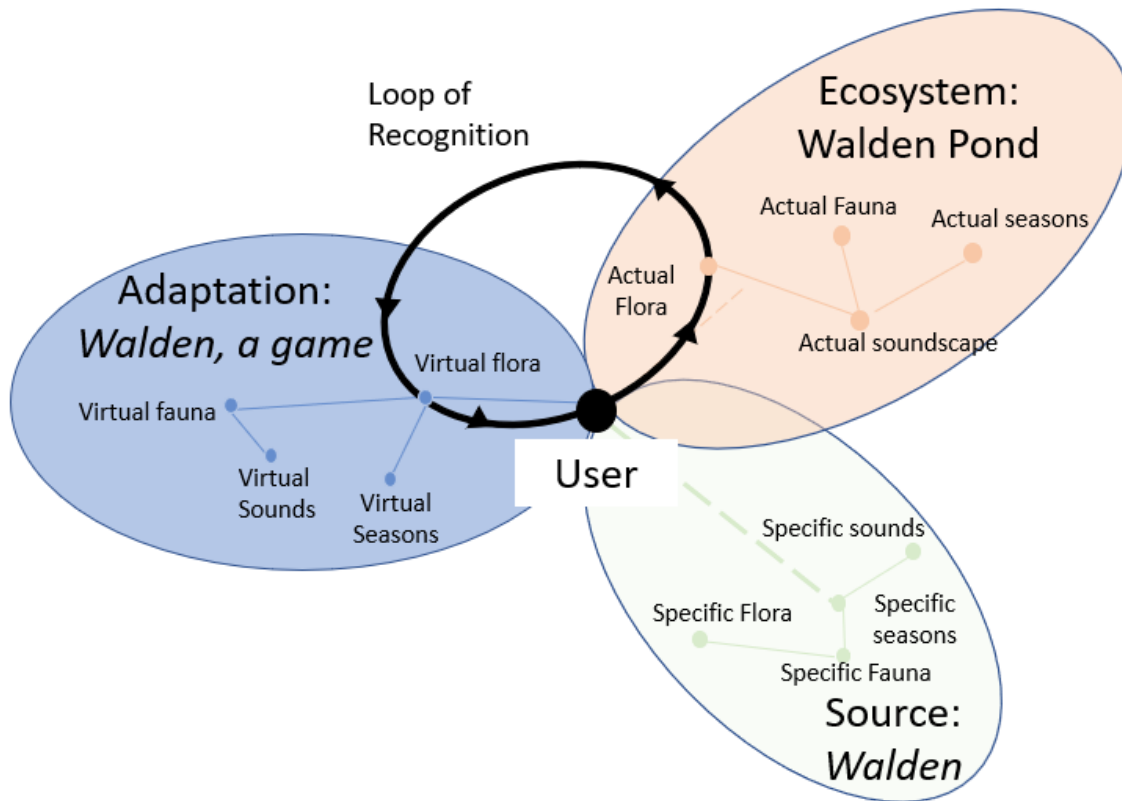 Loop of
Recognition
Ecosystem:
Walden Pond
Actual Fauna
Actual seasons
Actual
Flora
Actual soundscape
Adaptation:
Walden, a game
Virtual flora
Virtual fauna
Virtual
Sounds
Virtual
Seasons
User
Specific sounds
Specific Flora
Specific
seasons
Specific Fauna
Source:
Walden